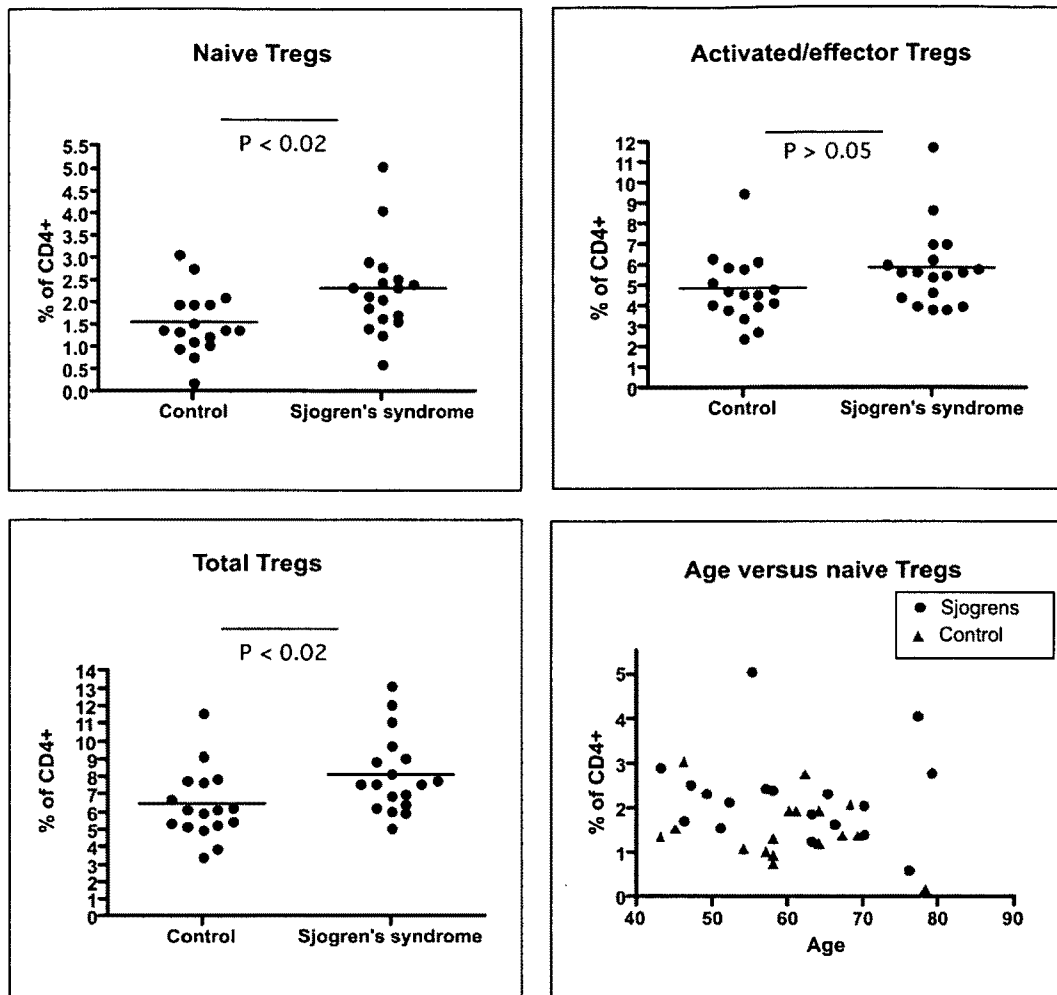 Naive Tregs
P < 0.02
5.5
5.0
4.5
4.0
3.5
3.0
2.5
2.0
1.5
1.0
0.5
0.0
% of CD4+
Control
Sjogren's syndrome
Activated/effector Tregs
P > 0.05
12
11
10
9
8
7
6
5
4
3
2
1
0
% of CD4+
Control
Sjogren's syndrome
Total Tregs
P < 0.02
14
13
12
11
10
9
8
7
6
5
4
3
2
1
0
% of CD4+
Control
Sjogren's syndrome
Age versus naive Tregs
Sjogrens
Control
5
4
3
2
1
0
% of CD4+
40 50 60 70 80 90
Age